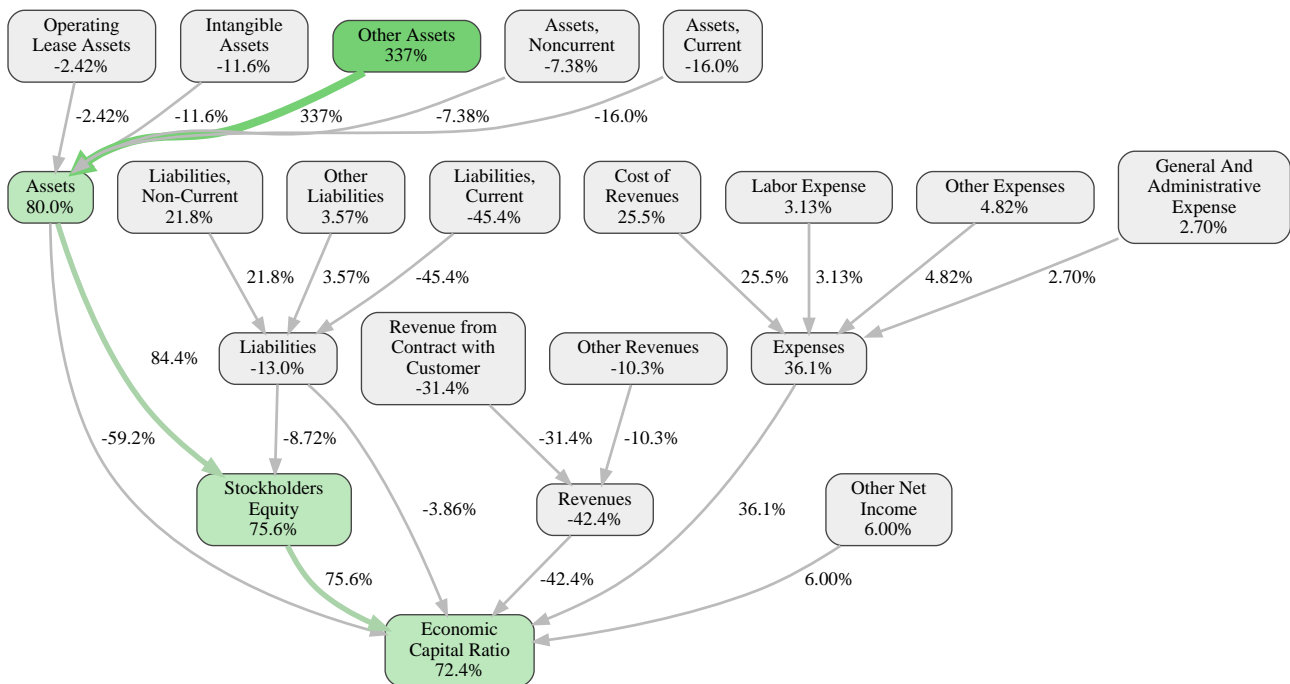 Operating
Lease Assets
-2.42%
Intangible
Assets
-11.6%
Other Assets
337%
Assets,
Noncurrent
-7.38%
Assets,
Current
-16.0%
-2.42%
-11.6%
337%
-7.38%
-16.0%
Assets
80.0%
Liabilities,
Non-Current
21.8%
Other
Liabilities
3.57%
Liabilities,
Current
-45.4%
Cost of
Revenues
25.5%
Labor Expense
3.13%
Other Expenses
4.82%
General And
Administrative
Expense
2.70%
21.8%
3.57%
-45.4%
25.5%
3.13%
4.82%
2.70%
84.4%
Liabilities
-13.0%
Revenue from
Contract with
Customer
-31.4%
Other Revenues
-10.3%
Expenses
36.1%
-59.2%
-8.72%
-31.4%
-10.3%
Stockholders
Equity
75.6%
-3.86%
Revenues
-42.4%
36.1%
Other Net
Income
6.00%
75.6%
-42.4%
6.00%
Economic
Capital Ratio
72.4%